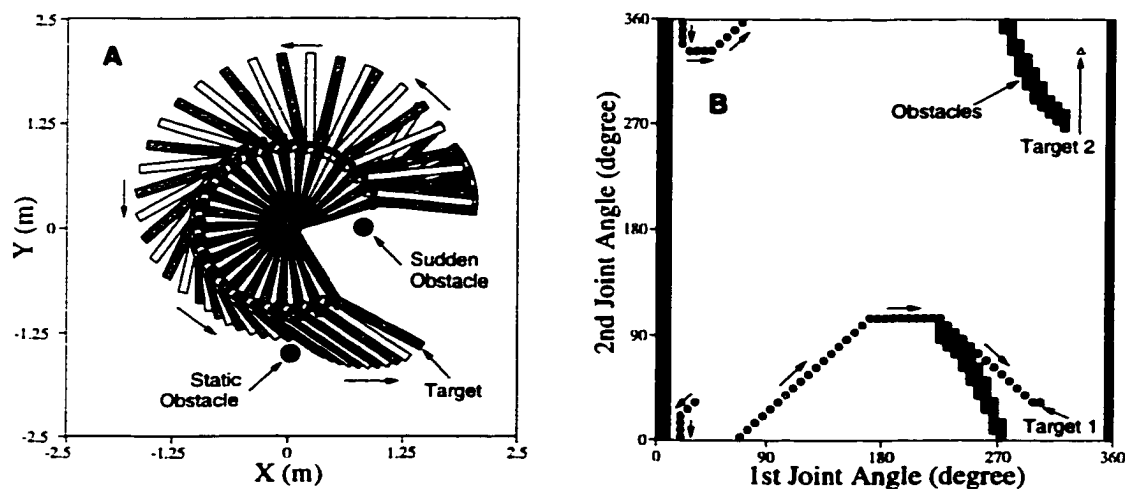 2.5
A
1.25
0
-1.25
-2.5
Y (m)
Sudden
Obstacle
Static
Obstacle
Target
-2.5
-1.25
0
1.25
2.5
X (m)
360
270
180
90
0
2nd Joint Angle (degree)
B
Obstacles
Target 2
Target 1
0
90
180
270
360
1st Joint Angle (degree)